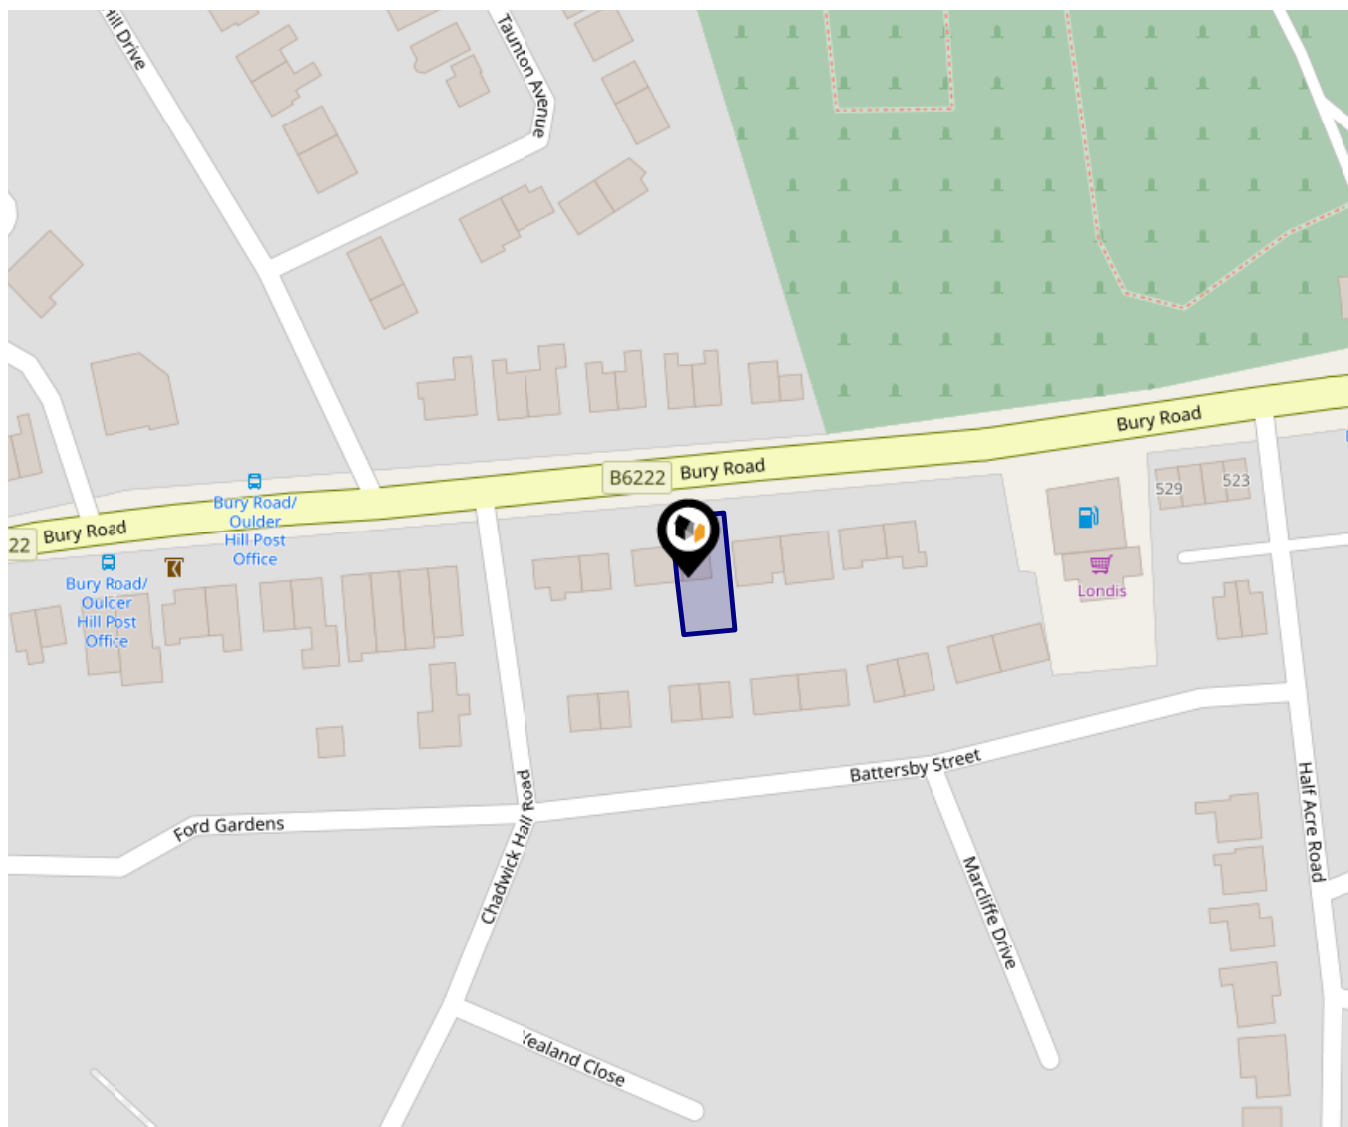 Hill Drive
Taunton Avenue
Bury Road
B6222
Bury Road
Bury Road/
Oulder
Hill Post
Office
22
Bury Road
Bury Road/
Oulcer
Hill Post
Office
529
523
Londis
Battersby Street
Ford Gardens
Chadwick Hall Road
Half Acre Road
Marcliffe Drive
Yealand Close